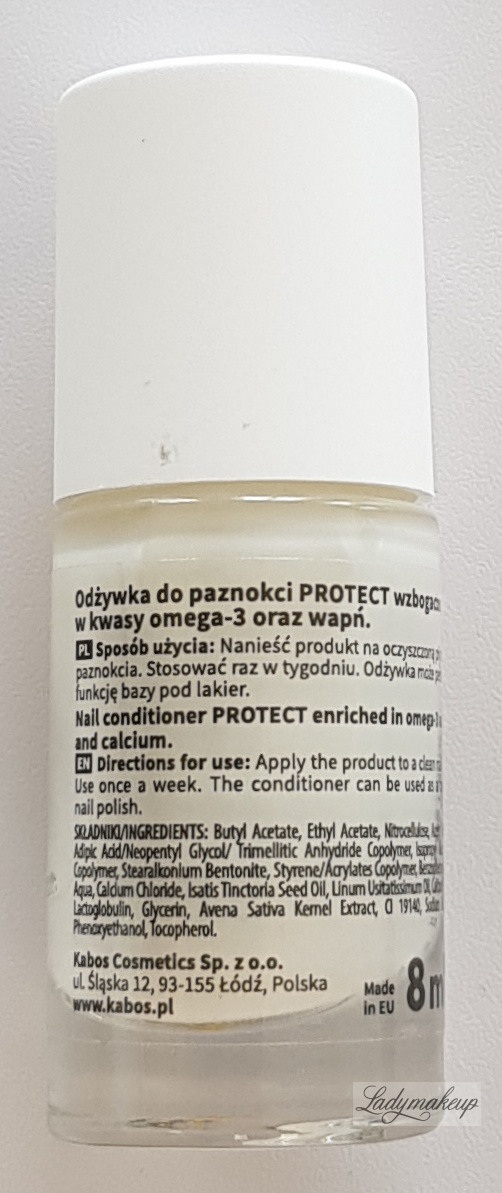 Odżywka do paznokci PROTECT
w kwasy omega-3 oraz wapń.
PL Sposób użycia: Nanieść produkt na oczyszczoną
paznokcia. Stosować raz w tygodniu. Odżywka może
funkcję bazy pod lakier.
Nail conditioner PROTECT enriched in omega-3
and calcium.
EN Directions for use: Apply the product to a clean
Use once a week. The conditioner can be used as
nail polish.
SKŁADNIKI/INGREDIENTS: Butyl Acetate, Ethyl Acetate, Nitrocellulose,
Adipic Acid/Neopentyl Glycol/ Trimellitic Anhydride Copolymer,
Copolymer, Stearalkonium Bentonite, Styrene/Acrylates Copolymer,
Aqua, Calcium Chloride, Isatis Tinctoria Seed Oil, Linum Usitatissimum Oil,
Lactoglobulin, Glycerin, Avena Sativa Kernel Extract, CI 19140,
Phenoxyethanol, Tocopherol.
Kabos Cosmetics Sp. z o.o.
ul. Śląska 12, 93-155 Łódź, Polska
www.kabos.pl
Made
in EU
8
Ladymakeup